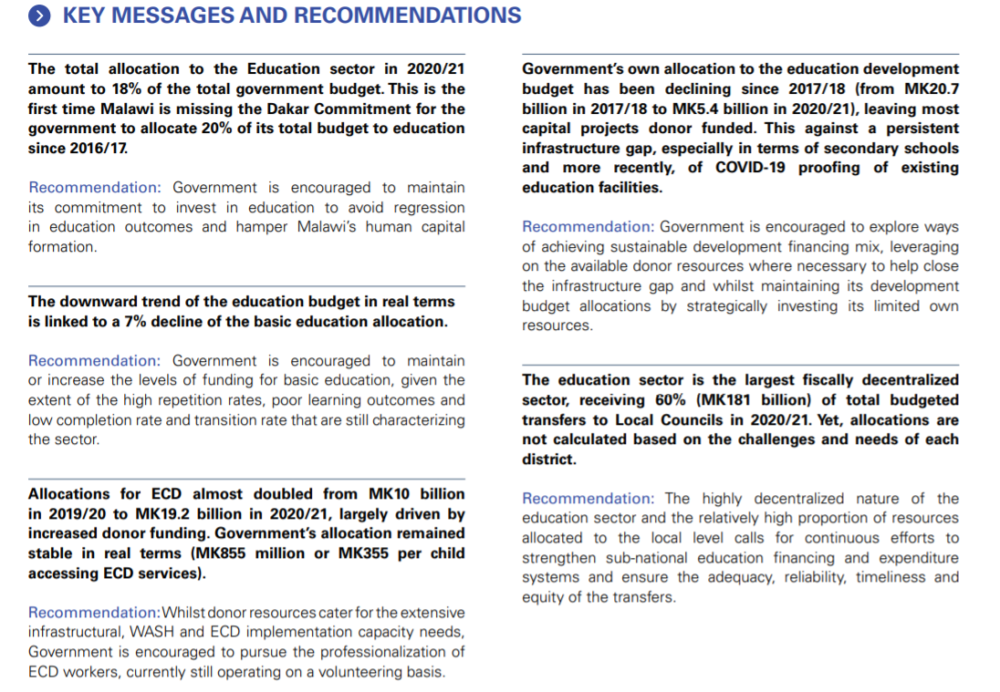 KEY MESSAGES AND RECOMMENDATIONS
The total allocation to the Education sector in 2020/21
amount to 18% of the total government budget. This is the
first time Malawi is missing the Dakar Commitment for the
government to allocate 20% of its total budget to education
since 2016/17.
Recommendation: Government is encouraged to maintain
its commitment to invest in education to avoid regression
in education outcomes and hamper Malawi's human capital
formation.
The downward trend of the education budget in real terms
is linked to a 7% decline of the basic education allocation.
Recommendation: Government is encouraged to maintain
or increase the levels of funding for basic education, given the
extent of the high repetition rates, poor learning outcomes and
low completion rate and transition rate that are still characterizing
the sector.
Allocations for ECD almost doubled from MK10 billion
in 2019/20 to MK19.2 billion in 2020/21, largely driven by
increased donor funding. Government's allocation remained
stable in real terms (MK855 million or MK355 per child
accessing ECD services).
Recommendation: Whilst donor resources cater for the extensive
infrastructural, WASH and ECD implementation capacity needs,
Government is encouraged to pursue the professionalization of
ECD workers, currently still operating on a volunteering basis.
Government's own allocation to the education development
budget has been declining since 2017/18 (from MK20.7
billion in 2017/18 to MK5.4 billion in 2020/21), leaving most
capital projects donor funded. This against a persistent
infrastructure gap, especially in terms of secondary schools
and more recently, of COVID-19 proofing of existing
education facilities.
Recommendation: Government is encouraged to explore ways
of achieving sustainable development financing mix, leveraging
on the available donor resources where necessary to help close
the infrastructure gap and whilst maintaining its development
budget allocations by strategically investing its limited own
resources.
The education sector is the largest fiscally decentralized
sector, receiving 60% (MK181 billion) of total budgeted
transfers to Local Councils in 2020/21. Yet, allocations are
not calculated based on the challenges and needs of each
district.
Recommendation: The highly decentralized nature of the
education sector and the relatively high proportion of resources
allocated to the local level calls for continuous efforts to
strengthen sub-national education financing and expenditure
systems and ensure the adequacy, reliability, timeliness and
equity of the transfers.